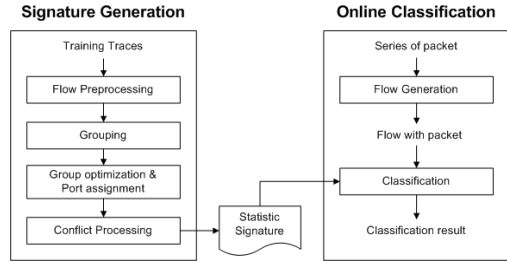 Signature Generation
Training Traces
Flow Preprocessing
Grouping
Group optimization &
Port assignment
Conflict Processing
Statistic
Signature
Online Classification
Series of packet
Flow Generation
Flow with packet
Classification
Classification result